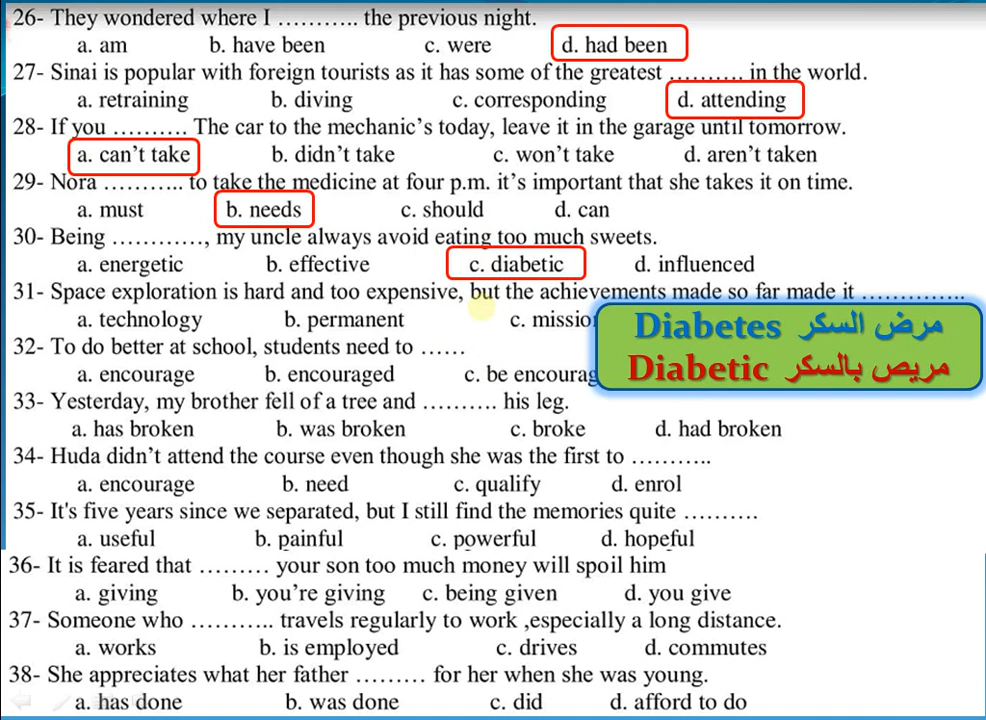 26- They wondered where I ……….. the previous night.
a. am b. have been c. were d. had been
27- Sinai is popular with foreign tourists as it has some of the greatest ………. in the world.
a. retraining b. diving c. corresponding d. attending
28- If you ………. The car to the mechanic’s today, leave it in the garage until tomorrow.
a. can’t take b. didn’t take c. won’t take d. aren’t taken
29- Nora ……….. to take the medicine at four p.m. it’s important that she takes it on time.
a. must b. needs c. should d. can
30- Being …………, my uncle always avoid eating too much sweets.
a. energetic b. effective c. diabetic d. influenced
31- Space exploration is hard and too expensive, but the achievements made so far made it …………..
a. technology b. permanent c.
Diabetes مرض السكر
32- To do better at school, students need to ……
a. encourage b. encouraged c. be
Diabetic مريض بالسكر
33- Yesterday, my brother fell of a tree and ………. his leg.
a. has broken b. was broken c. broke d. had broken
34- Huda didn’t attend the course even though she was the first to ………..
a. encourage b. need c. qualify d. enrol
35- It's five years since we separated, but I still find the memories quite ……….
a. useful b. painful c. powerful d. hopeful
36- It is feared that ……… your son too much money will spoil him
a. giving b. you’re giving c. being given d. you give
37- Someone who ……….. travels regularly to work ,especially a long distance.
a. works b. is employed c. drives d. commutes
38- She appreciates what her father ……… for her when she was young.
a. has done b. was done c. did d. afford to do